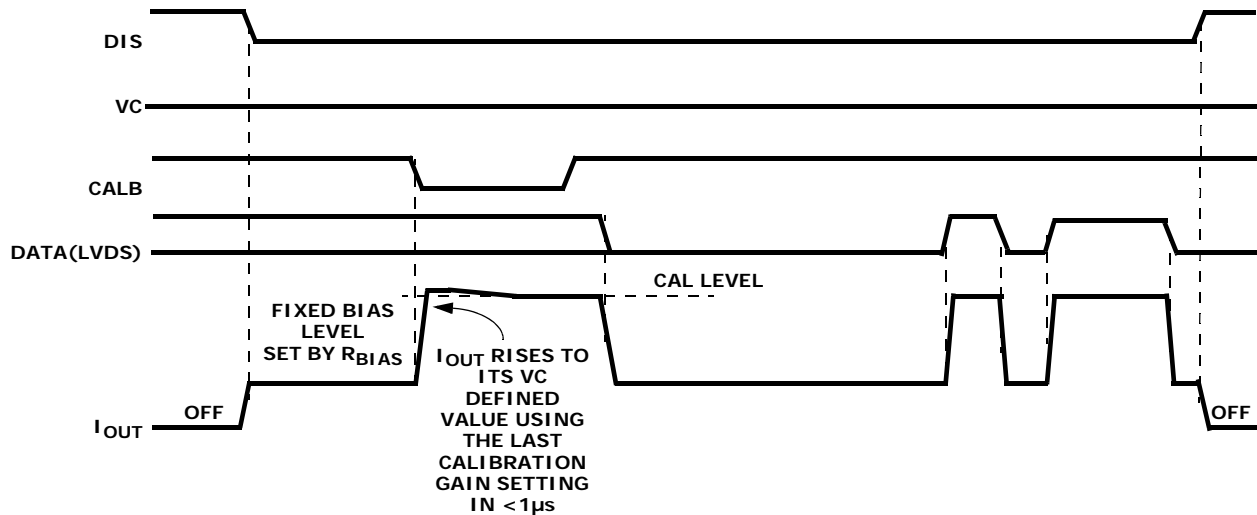 DIS
VC
CALB
DATA(LVDS)
CAL LEVEL
FIXED BIAS
LEVEL
SET BY RBIAS
IOUT RISES TO
ITS VC
DEFINED
VALUE USING
THE LAST
CALIBRATION
GAIN SETTING
IN <1µs
OFF
IOUT
OFF